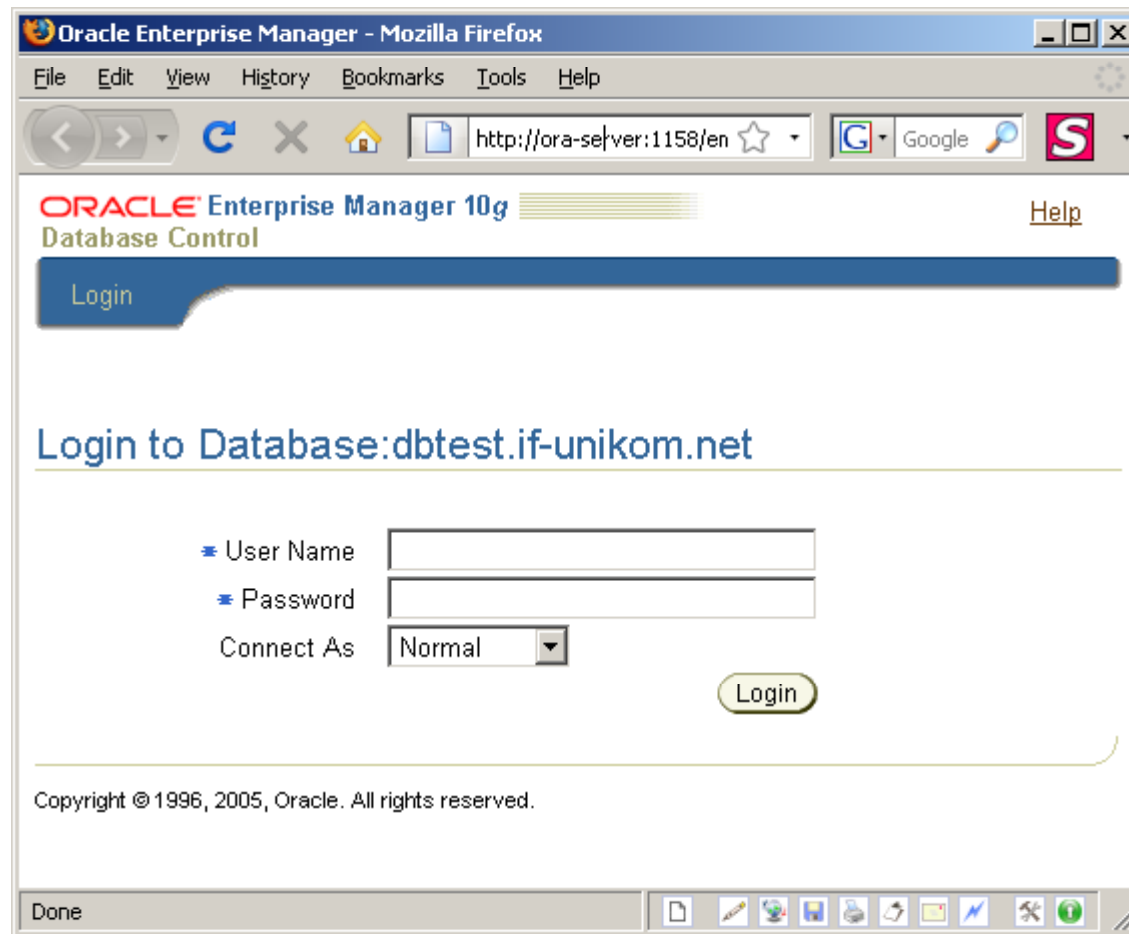 Oracle Enterprise Manager - Mozilla Firefox
File Edit View History Bookmarks Tools Help
http://ora-server:1158/en G Google S
ORACLE Enterprise Manager 10g Help
Database Control
Login
Login to Database:dbtest.if-unikom.net
* User Name
* Password
Connect As Normal
Login
Copyright © 1996, 2005, Oracle. All rights reserved.
Done